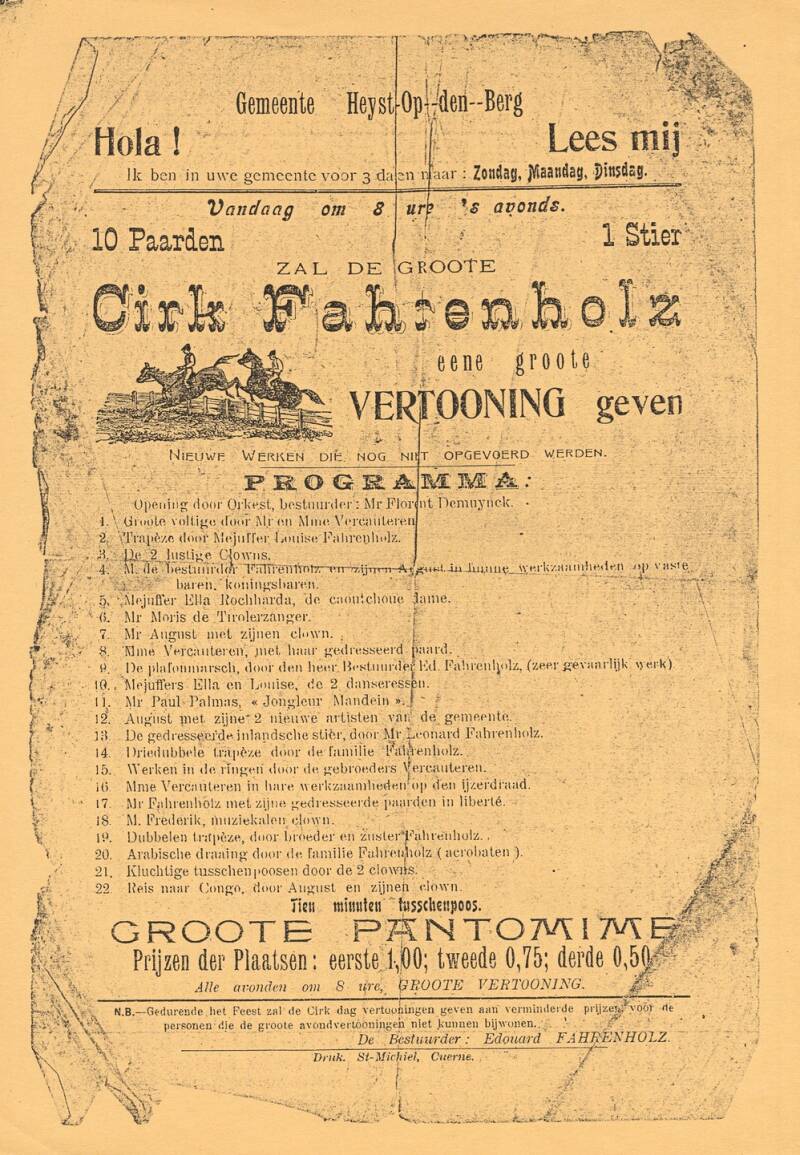 Gemeente Heyst-Op-den--Berg
Hola ! Lees mij
Ik ben in uwe gemeente voor 3 dagen maar : Zondag, Maandag, Dinsdag.
Vandaag om 8 ure 's avonds.
10 Paarden 1 Stier
ZAL DE GROOTE
Cirk Fahrenholz
eene groote
VERTOONING geven
NIEUWE WERKEN DIE NOG NIET OPGEVOERD WERDEN.
PROGRAMMA:
Opening door Orkest, bestuurder : Mr Florent Demuynck.
1. Groote voltige door Mr en Mme Vercauteren
2. Trapèze door Mejuffer Louise Fahrenholz.
3. De 2 lustige Clowns.
4. M. de bestuurder Fahrenholz en zijnen August in hunne werkzaamheden op vaste
baren, koningsbaren.
5. Mejuffer Ella Rochharda, de caoutchouc dame.
6. Mr Moris de Tirolerzanger.
7. Mr August met zijnen clown.
8. Mme Vercauteren, met haar gedresseerd paard.
9. De plafonmarsch, door den heer Bestuurder Ed. Fahrenholz, (zeer gevaarlijk werk)
10. Mejuffers Ella en Louise, de 2 danseressen.
11. Mr Paul Palmas, « Jongleur Mandein ».
12. August met zijne 2 nieuwe artisten van de gemeente.
13. De gedresseerde inlandsche stier, door Mr Leonard Fahrenholz.
14. Driedubbele trapèze door de familie Fahrenholz.
15. Werken in de ringen door de gebroeders Vercauteren.
16. Mme Vercauteren in hare werkzaamheden op den ijzerdraad.
17. Mr Fahrenholz met zijne gedresseerde paarden in liberté.
18. M. Frederik, muziekalen clown.
19. Dubbelen trapèze, door broeder en zuster Fahrenholz.
20. Arabische draaing door de familie Fahrenholz ( acrobaten ).
21. Kluchtige tusschenpoosen door de 2 clowns.
22 Reis naar Congo, door August en zijnen clown.
Tien minuten tusschenpoos.
GROOTE PANTOMIME
Prijzen der Plaatsen : eerste 1,00; tweede 0,75; derde 0,50
Alle avonden om 8 ure, GROOTE VERTOONING.
N.B.—Gedurende het Feest zal de Cirk dag vertooningen geven aan verminderde prijzen voor de
personen die de groote avondvertooningen niet kunnen bijwonen.
De Bestuurder : Edouard FAHRENHOLZ.
Druk. St-Michiel, Cuerne.